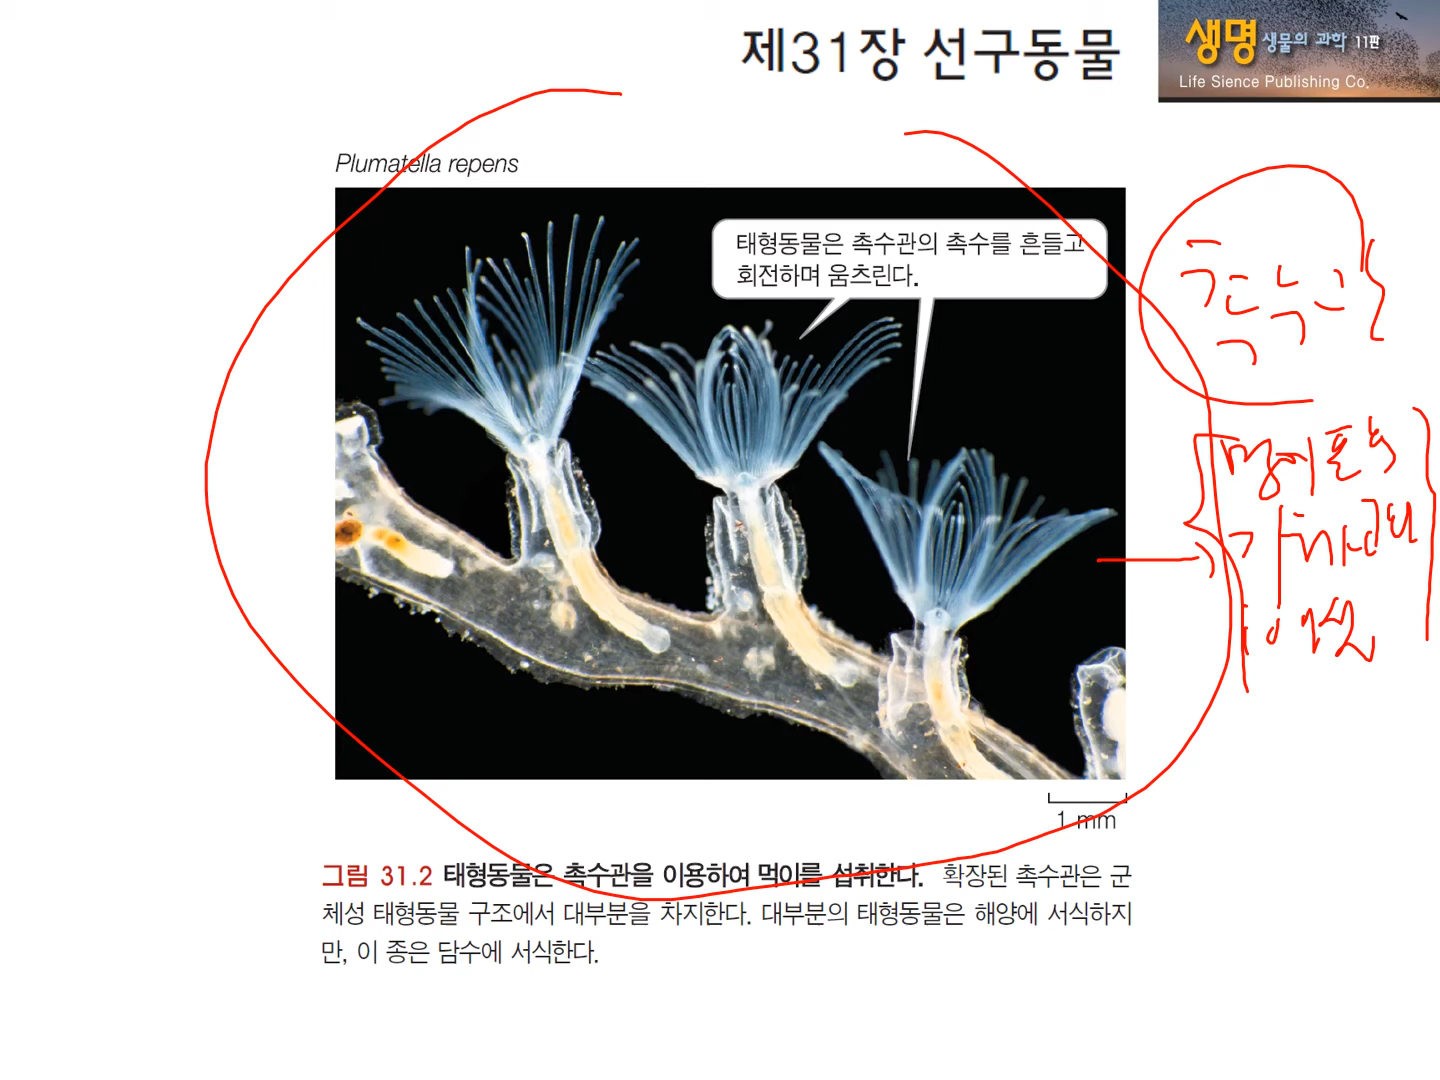 제31장 선구동물
생명 생물의 과학 11판
Life Sience Publishing Co.
Plumatella repens
태형동물은 촉수관의 촉수를 흔들고
회전하며 움츠린다.
1 mm
그림 31.2 태형동물은 촉수관을 이용하여 먹이를 섭취한다. 확장된 촉수관은 군
체성 태형동물 구조에서 대부분을 차지한다. 대부분의 태형동물은 해양에 서식하지
만, 이 종은 담수에 서식한다.